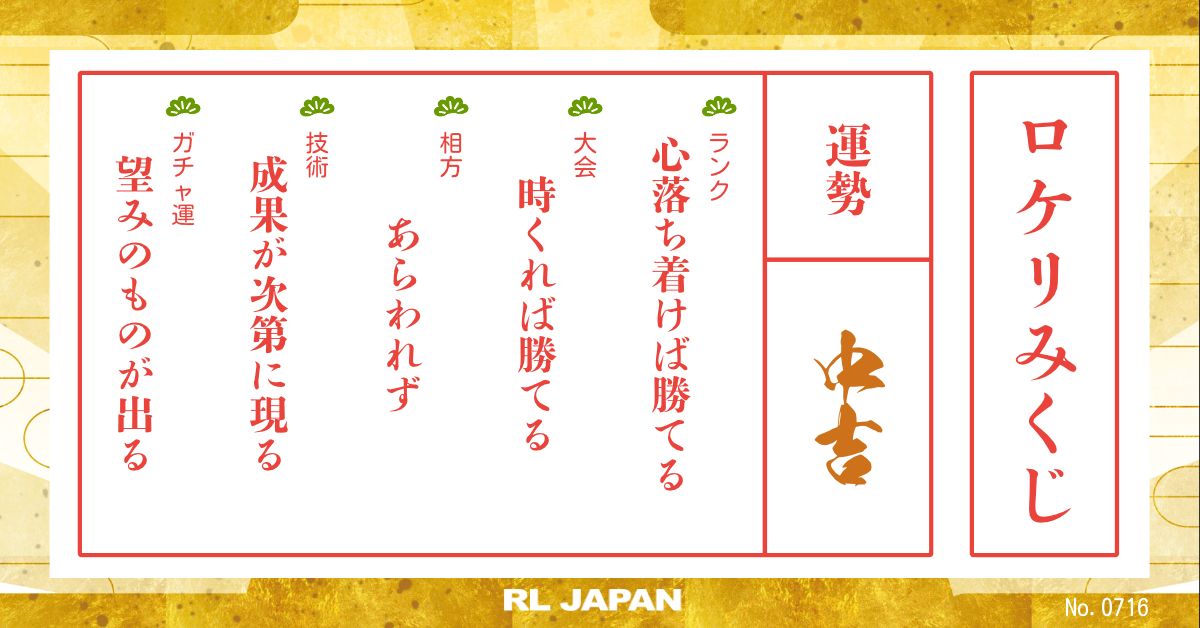 ロケリみくじ
運勢
中吉
ランク
心落ち着けば勝てる
大会
時くれば勝てる
相方
あらわれず
技術
成果が次第に現る
ガチャ運
望みのものが出る
RL JAPAN
No. 0716